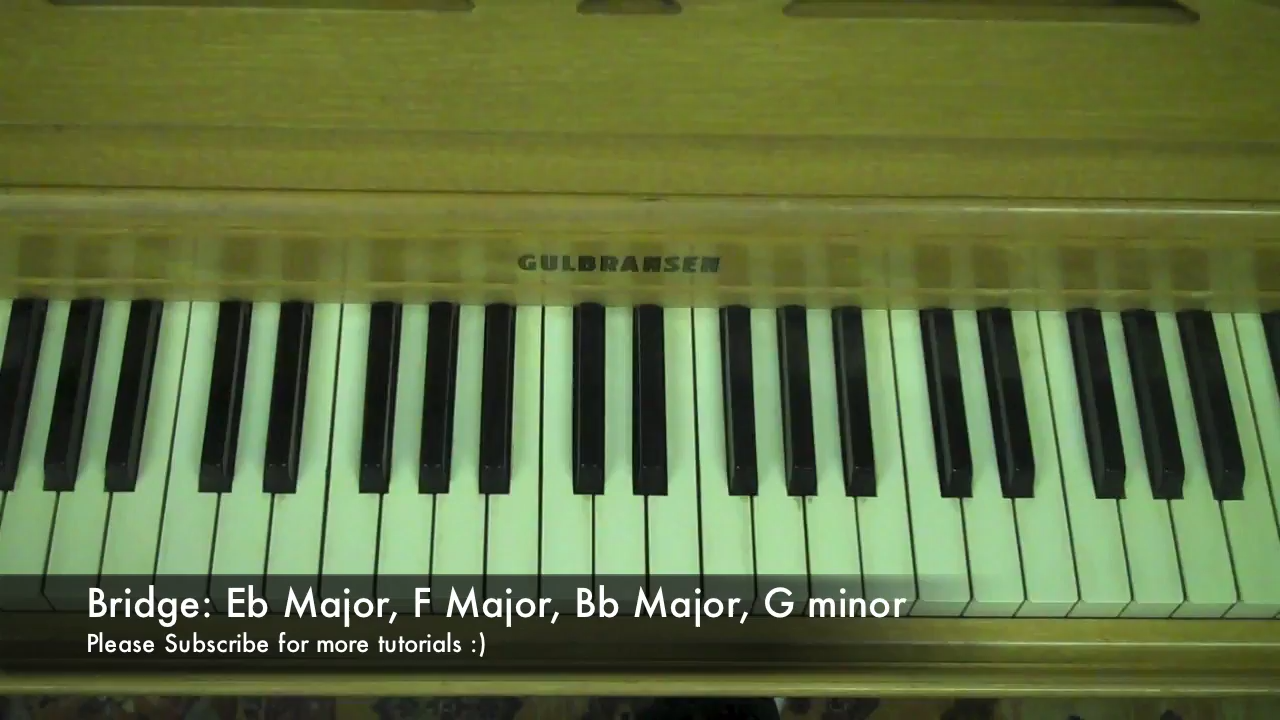 GULBRANSEN
Bridge: Eb Major, F Major, Bb Major, G minor
Please Subscribe for more tutorials :)